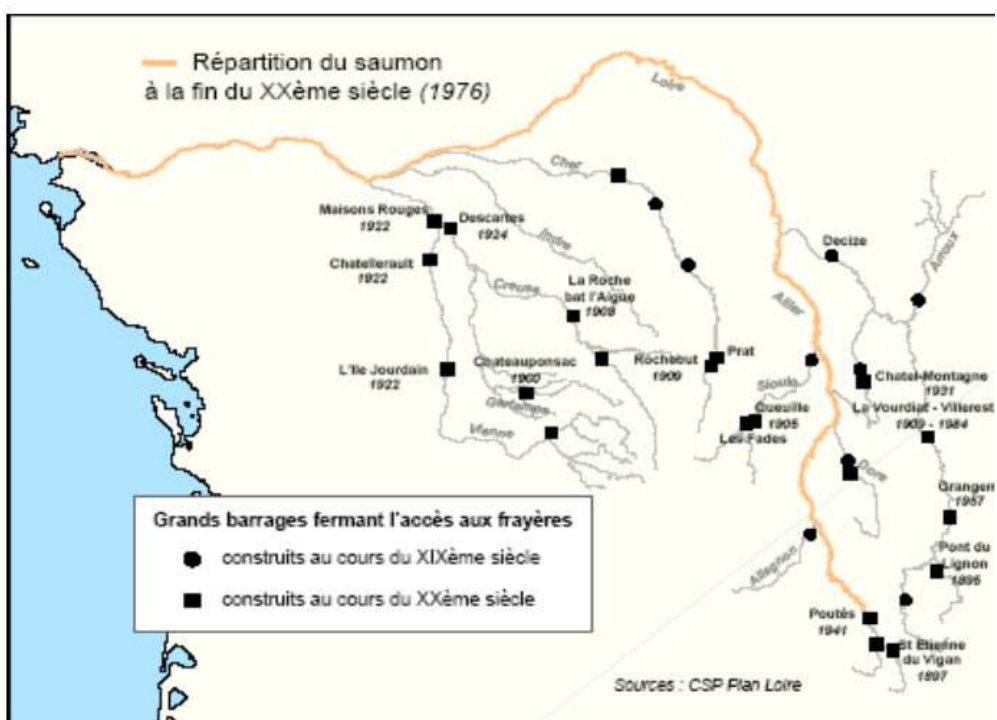 Répartition du saumon
à la fin du XXème siècle (1976)
Loire
Cher
Maisons Rouges
1922
Descartes
1924
Indre
Decize
Arroux
Chatellerault
1922
Creuse
La Roche
bat l'Aigue
1908
Allier
L'Ile Jourdain
1922
Chateauponsac
1960
Rochebut
1909
Prat
Sioule
Chatel-Montagne
1931
Gartempe
Queuille
1905
La Vourdiat - Villerest
1909 - 1984
Vienne
Les Fades
Dore
Grangent
1957
Grands barrages fermant l'accès aux frayères
construits au cours du XIXème siècle
construits au cours du XXème siècle
Allagnon
Pont du
Lignon
1895
Poutès
1941
St Etienne
du Vigan
1897
Sources : CSP Plan Loire